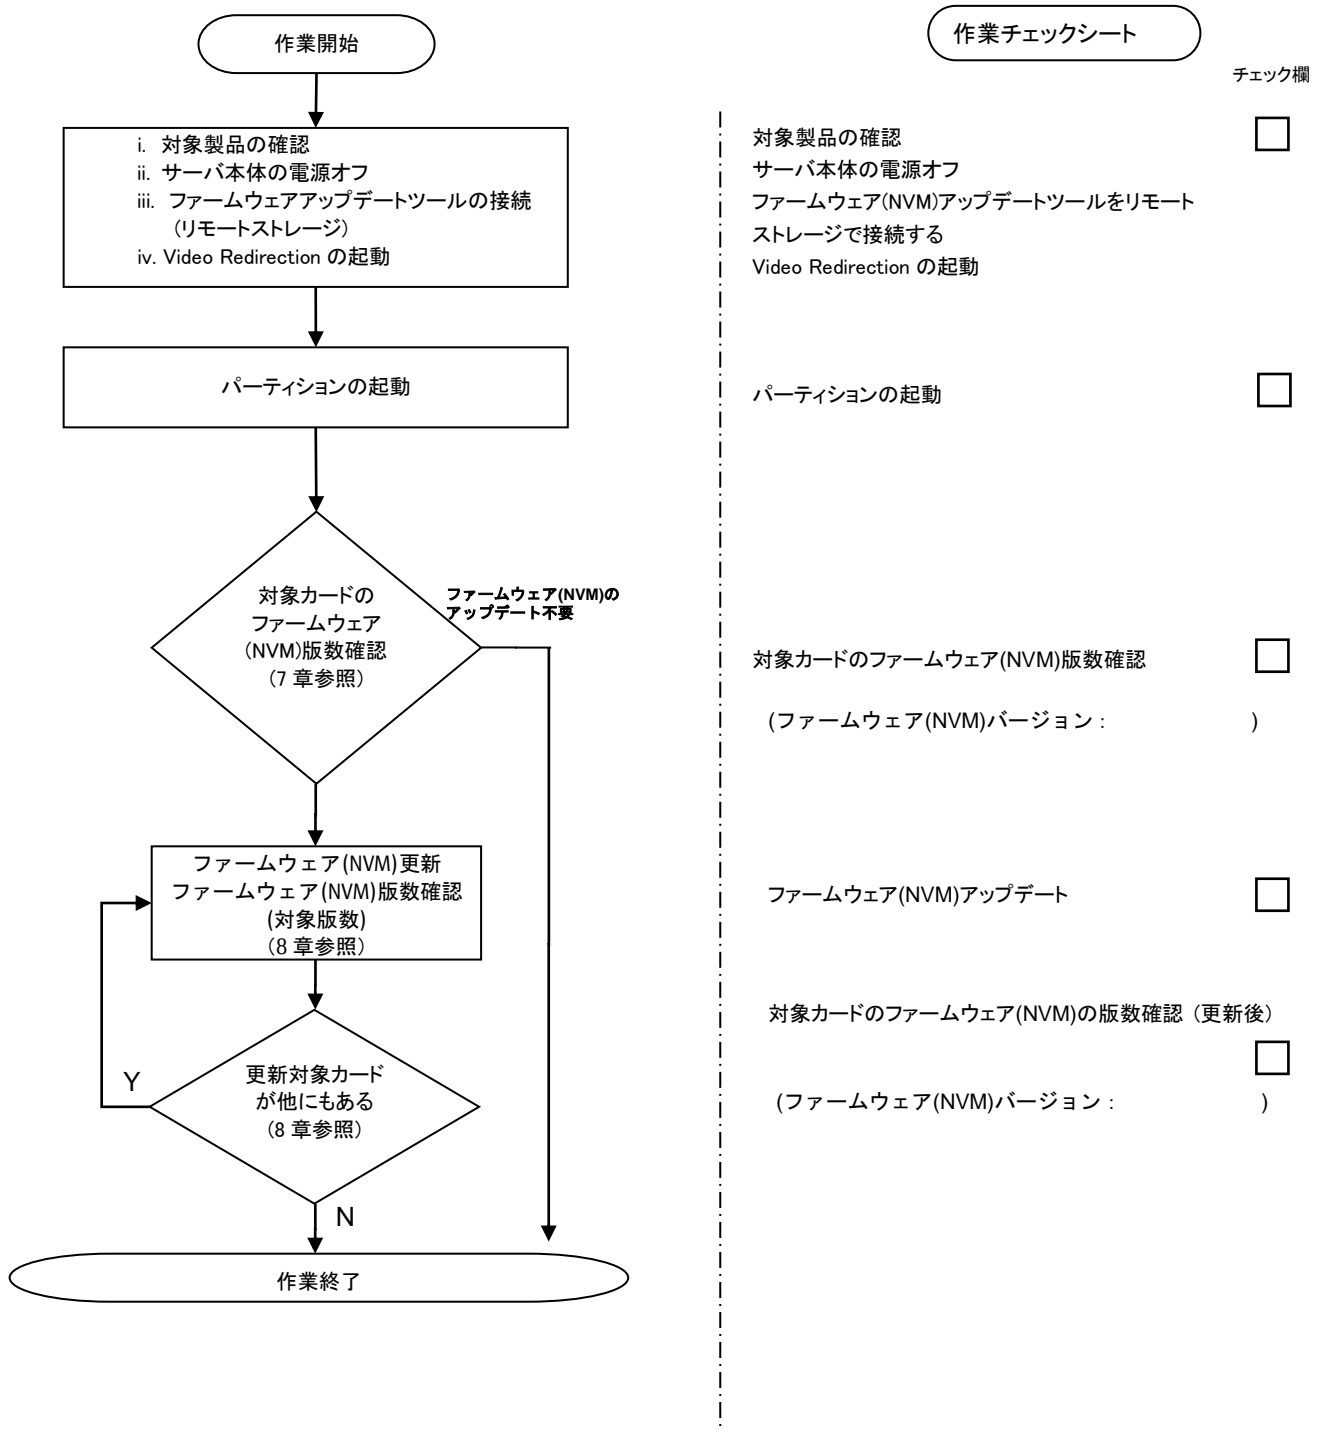 作業開始
i. 対象製品の確認
ii. サーバ本体の電源オフ
iii. ファームウェアアップデートツールの接続
（リモートストレージ）
iv. Video Redirection の起動
パーティションの起動
対象カードの
ファームウェア
(NVM)版数確認
（7 章参照）
ファームウェア(NVM)の
アップデート不要
ファームウェア(NVM)更新
ファームウェア(NVM)版数確認
(対象版数)
（8 章参照）
更新対象カード
が他にもある
（8 章参照）
Y
N
作業終了
作業チェックシート
チェック欄
対象製品の確認
サーバ本体の電源オフ
ファームウェア(NVM)アップデートツールをリモート
ストレージで接続する
Video Redirection の起動
パーティションの起動
対象カードのファームウェア(NVM)版数確認
(ファームウェア(NVM)バージョン : )
ファームウェア(NVM)アップデート
対象カードのファームウェア(NVM)の版数確認（更新後）
(ファームウェア(NVM)バージョン : )